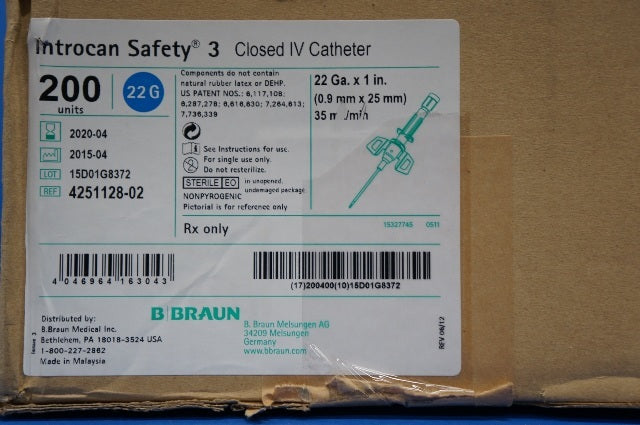 Introcan Safety® 3 Closed IV Catheter
200
units
22 G
Components do not contain
natural rubber latex or DEHP.
US PATENT NOS.: 6,117,108;
6,287,278; 6,616,630; 7,264,613;
7,736,339
22 Ga. x 1 in.
(0.9 mm x 25 mm)
35 m /min
2020-04
2015-04
LOT 15D01G8372
REF 4251128-02
See Instructions for use.
For single use only.
Do not resterilize.
STERILE EO in unopened,
undamaged package
NONPYROGENIC
Pictorial is for reference only
Rx only
15327745 0511
4 046964 163043
(17)200400(10)15D01G8372
Distributed by:
B.Braun Medical Inc.
Bethlehem, PA 18018-3524 USA
1-800-227-2862
Made in Malaysia
Issue 3
B BRAUN
B. Braun Melsungen AG
34209 Melsungen
Germany
www.bbraun.com
REV 06/12